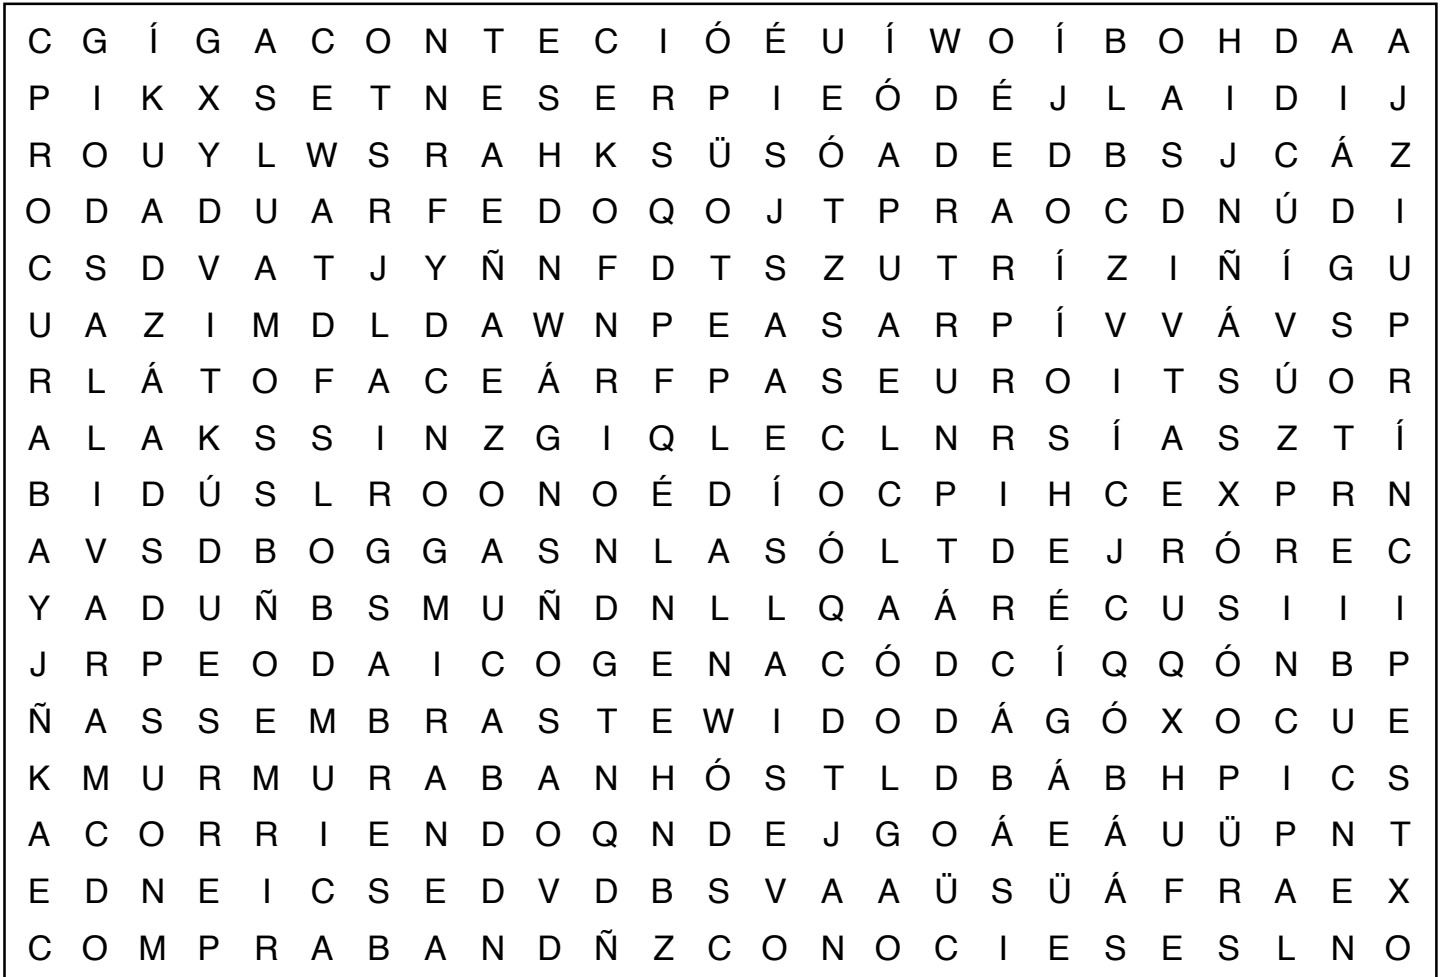 C G Í G A C O N T E C I Ó É U Í W O Í B O H D A A
P I K X S E T N E S E R P I E Ó D É J L A I D I J
R O U Y L W S R A H K S Ü S Ó A D E D B S J C Á Z
O D A D U A R F E D O Q O J T P R A O C D N Ú D I
C S D V A T J Y Ñ N F D T S Z U T R Í Z I Ñ Í G U
U A Z I M D L D A W N P E A S A R P Í V V Á V S P
R L Á T O F A C E Á R F P A S E U R O I T S Ú O R
A L A K S S I N Z G I Q L E C L N R S Í A S Z T Í
B I D Ú S L R O O N O É D Í O C P I H C E X P R N
A V S D B O G G A S N L A S Ó L T D E J R Ó R E C
Y A D U Ñ B S M U Ñ D N L L Q A Á R É C U S I I I
J R P E O D A I C O G E N A C Ó D C Í Q Q Ó N B P
Ñ A S S E M B R A S T E W I D O D Á G Ó X O C U E
K M U R M U R A B A N H Ó S T L D B Á B H P I C S
A C O R R I E N D O Q N D E J G O Á E Á U Ü P N T
E D N E I C S E D V D B S V A A Ü S Ü Á F R A E X
C O M P R A B A N D Ñ Z C O N O C I E S E S L N O